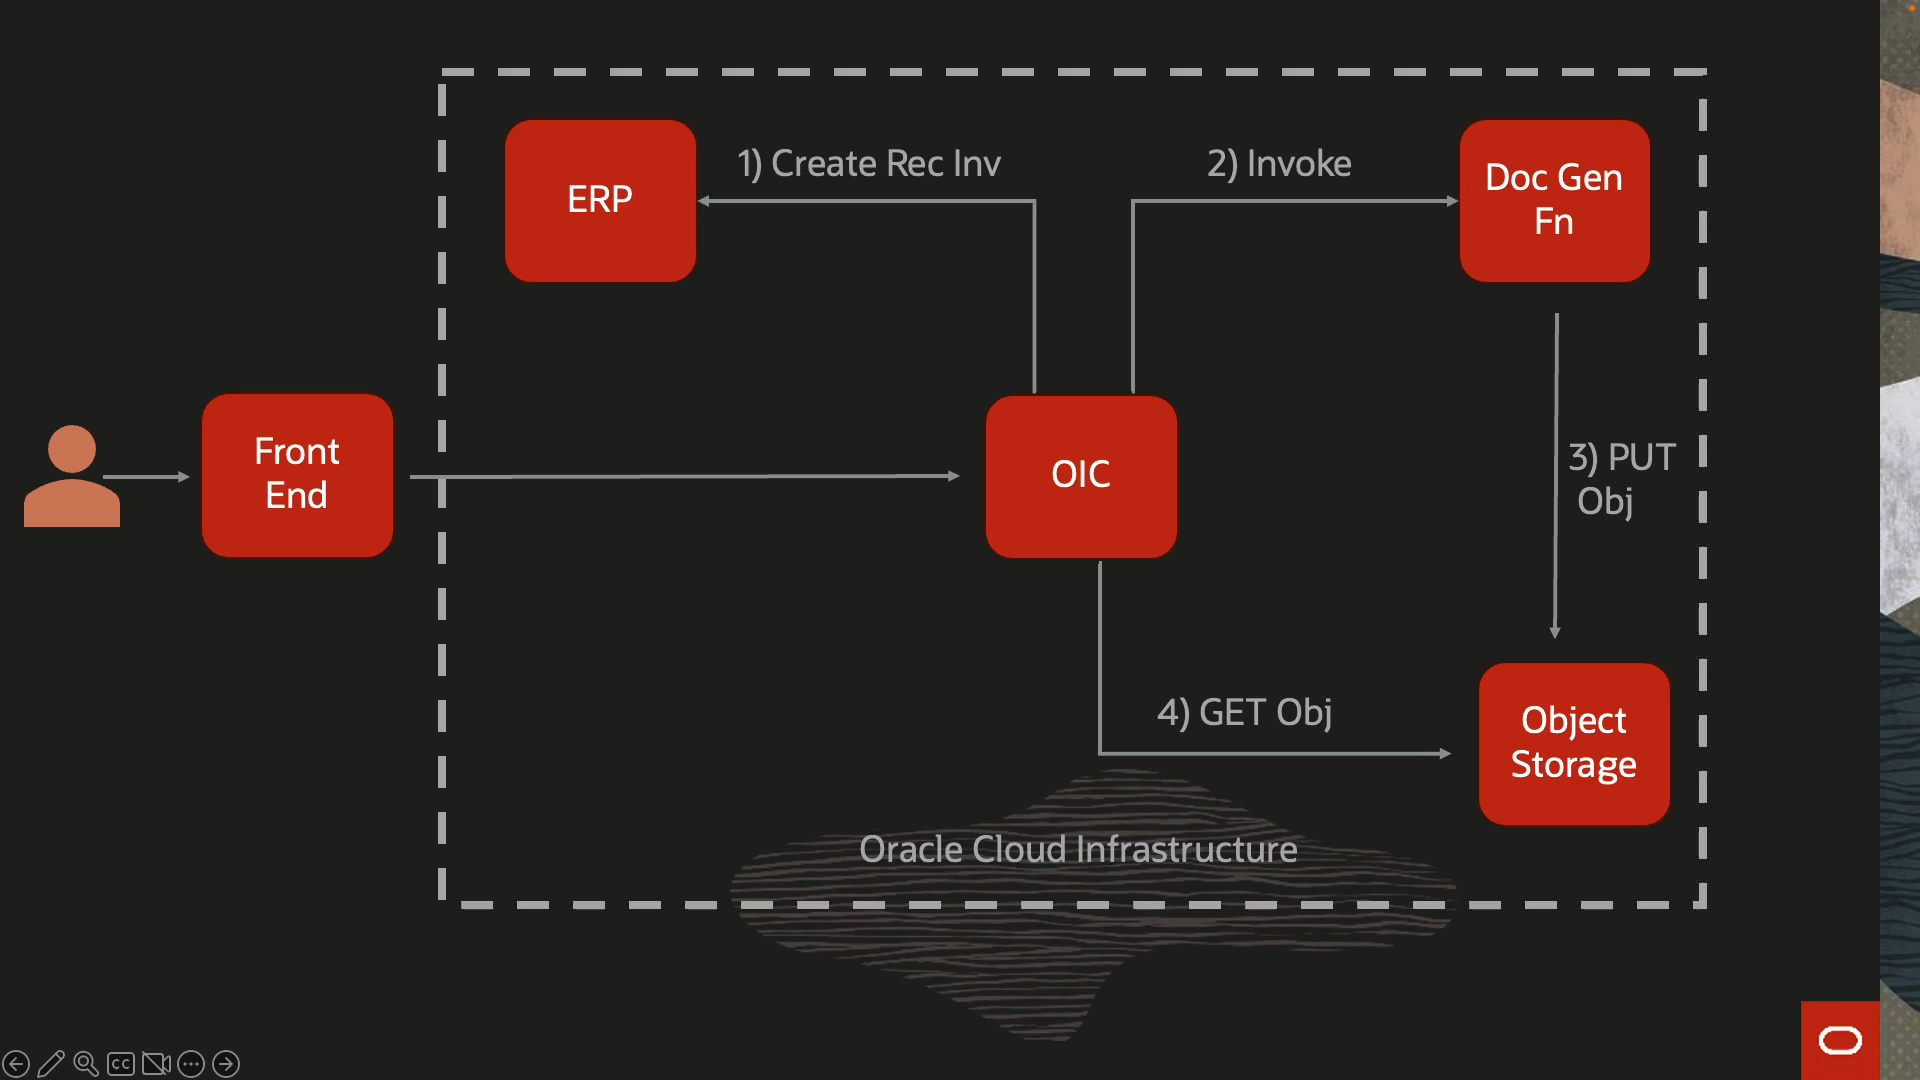 ERP
1) Create Rec Inv
2) Invoke
Doc Gen
Fn
Front
End
OIC
3) PUT
Obj
4) GET Obj
Object
Storage
Oracle Cloud Infrastructure
CC